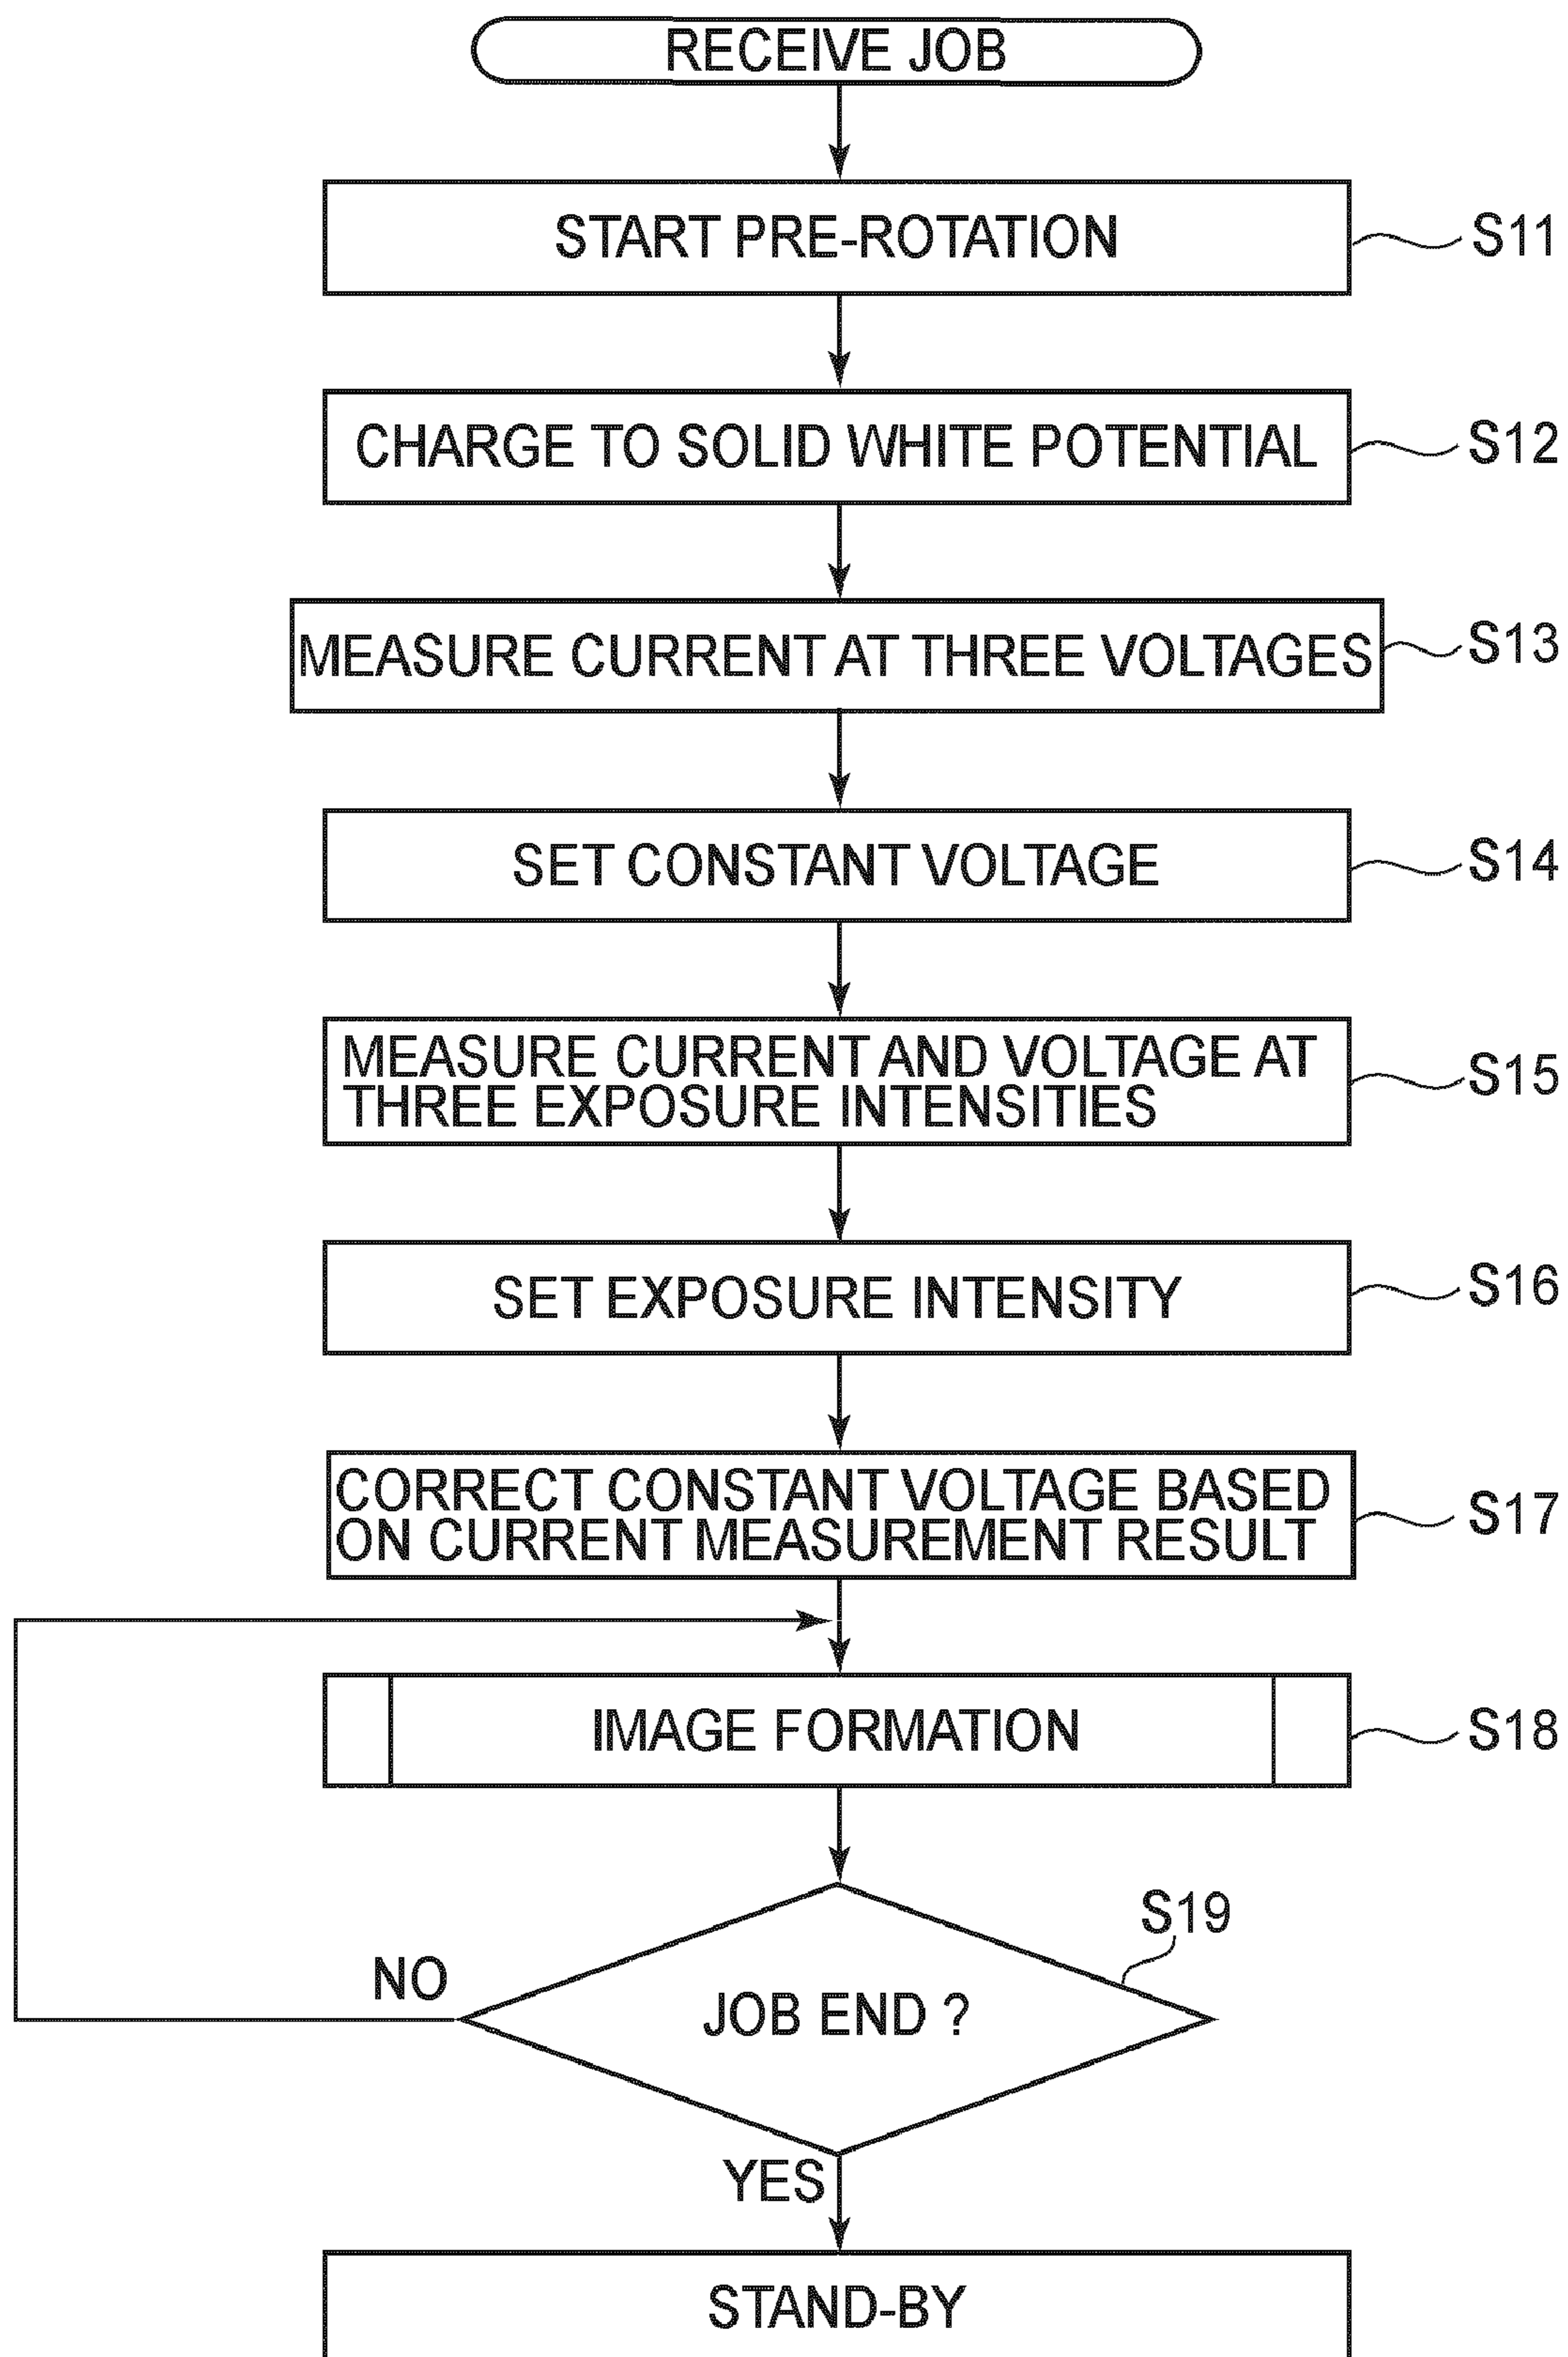 RECEIVE JOB
START PRE-ROTATION
S11
CHARGE TO SOLID WHITE POTENTIAL
S12
MEASURE CURRENT AT THREE VOLTAGES
S13
SET CONSTANT VOLTAGE
S14
MEASURE CURRENT AND VOLTAGE AT
THREE EXPOSURE INTENSITIES
S15
SET EXPOSURE INTENSITY
S16
CORRECT CONSTANT VOLTAGE BASED
ON CURRENT MEASUREMENT RESULT
S17
IMAGE FORMATION
S18
S19
NO
JOB END ?
YES
STAND-BY